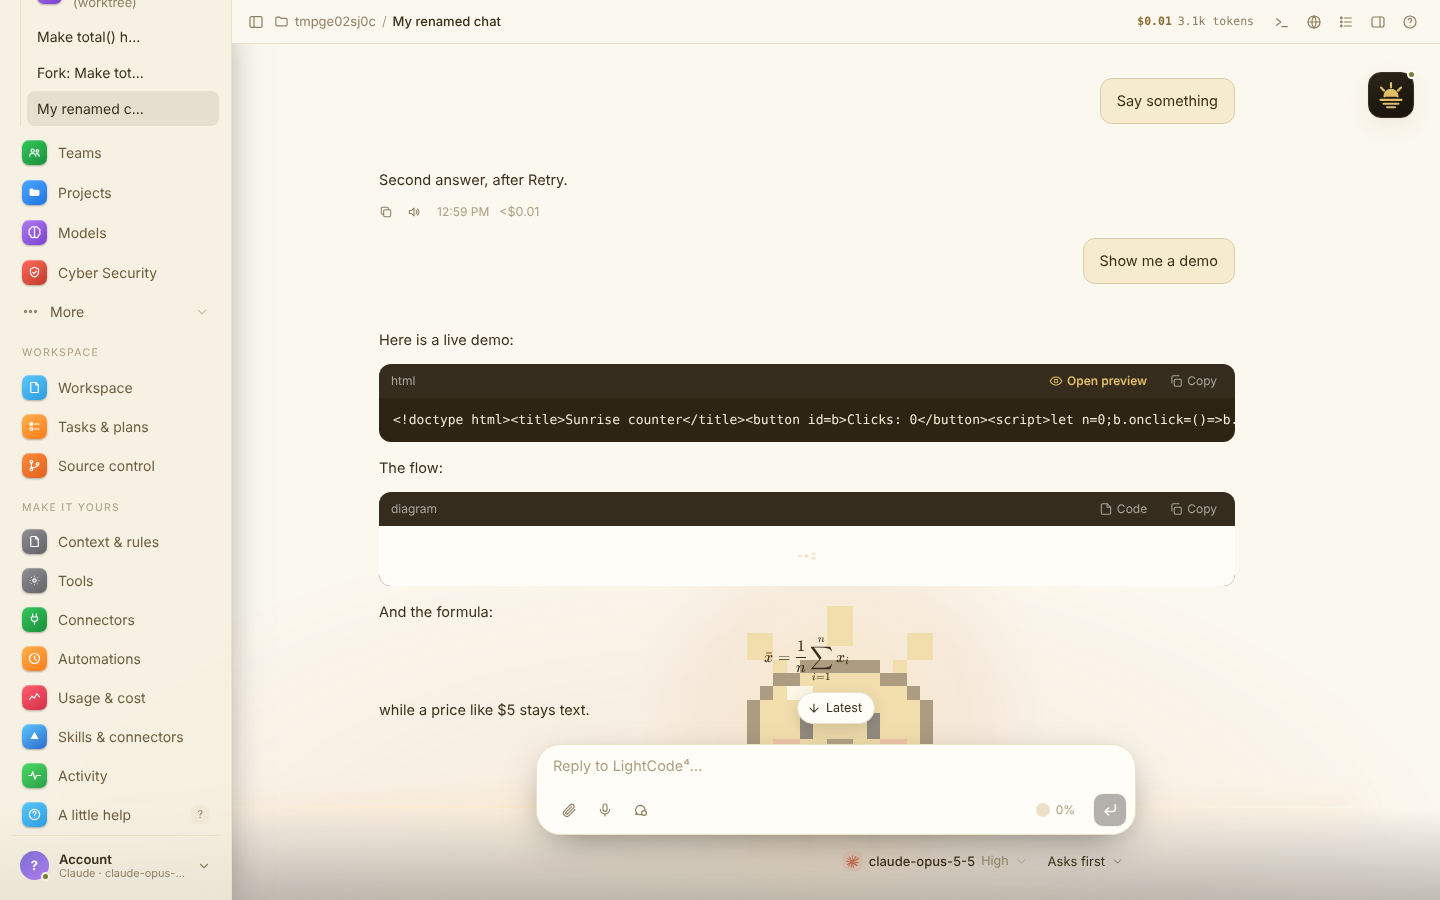 (worktree)
Make total() h...
Fork: Make tot...
My renamed c...
Teams
Projects
Models
Cyber Security
More
WORKSPACE
Workspace
Tasks & plans
Source control
MAKE IT YOURS
Context & rules
Tools
Connectors
Automations
Usage & cost
Skills & connectors
Activity
A little help ?
? Account
Claude · claude-opus-...
tmpge02sj0c / My renamed chat
$0.01 3.1k tokens
Say something
Second answer, after Retry.
12:59 PM <$0.01
Show me a demo
Here is a live demo:
html Open preview Copy
<!doctype html><title>Sunrise counter</title><button id=b>Clicks: 0</button><script>let n=0;b.onclick=()=>b.
The flow:
diagram Code Copy
And the formula:
x̄ = 1/n ∑ i=1 n xᵢ
while a price like $5 stays text.
Latest
Reply to LightCode⁴...
0%
claude-opus-5-5 High Asks first